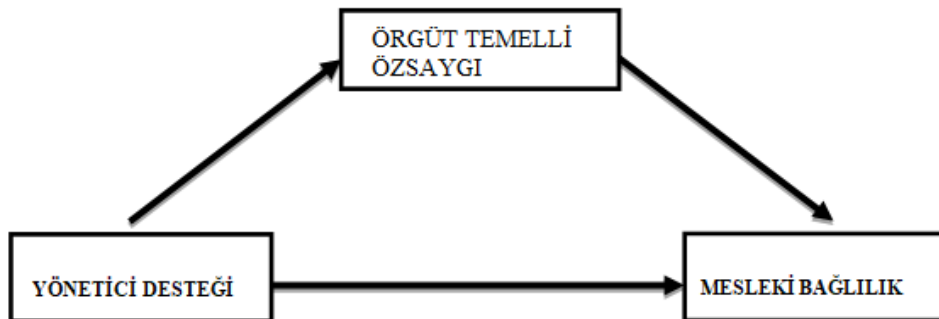 ÖRGÜT TEMELLİ
ÖZSAYGI
YÖNETİCİ DESTEĞİ
MESLEKİ BAĞLILIK